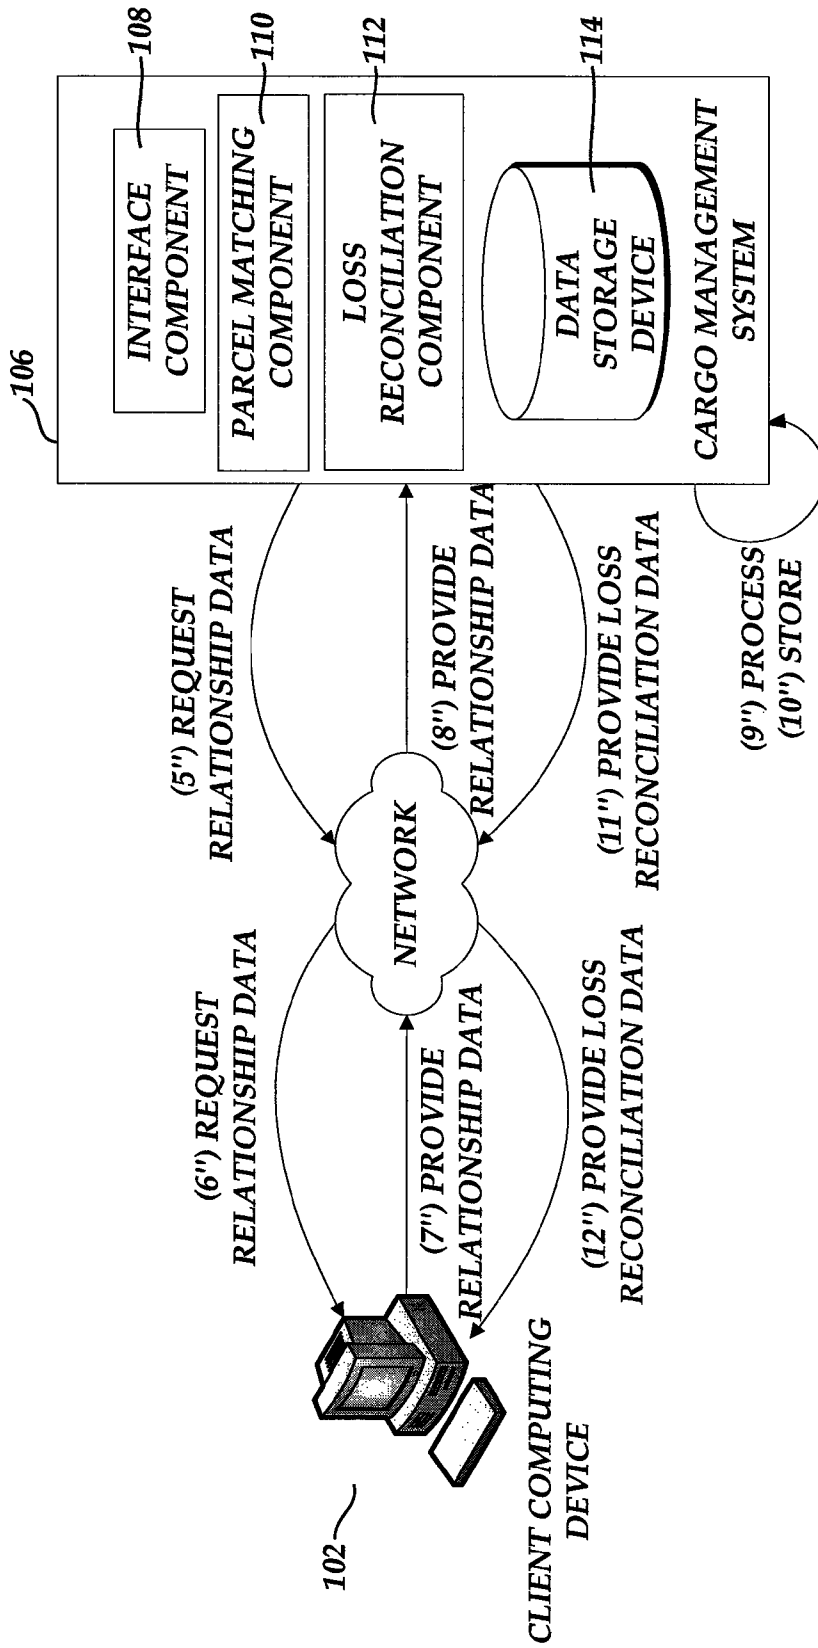 106
108
INTERFACE
COMPONENT
110
PARCEL MATCHING
COMPONENT
112
LOSS
RECONCILIATION
COMPONENT
114
DATA
STORAGE
DEVICE
CARGO MANAGEMENT
SYSTEM
(5") REQUEST
RELATIONSHIP DATA
(6") REQUEST
RELATIONSHIP DATA
NETWORK
(7") PROVIDE
RELATIONSHIP DATA
(8") PROVIDE
RELATIONSHIP DATA
(9") PROCESS
(10") STORE
(11") PROVIDE LOSS
RECONCILIATION DATA
(12") PROVIDE LOSS
RECONCILIATION DATA
102
CLIENT COMPUTING
DEVICE